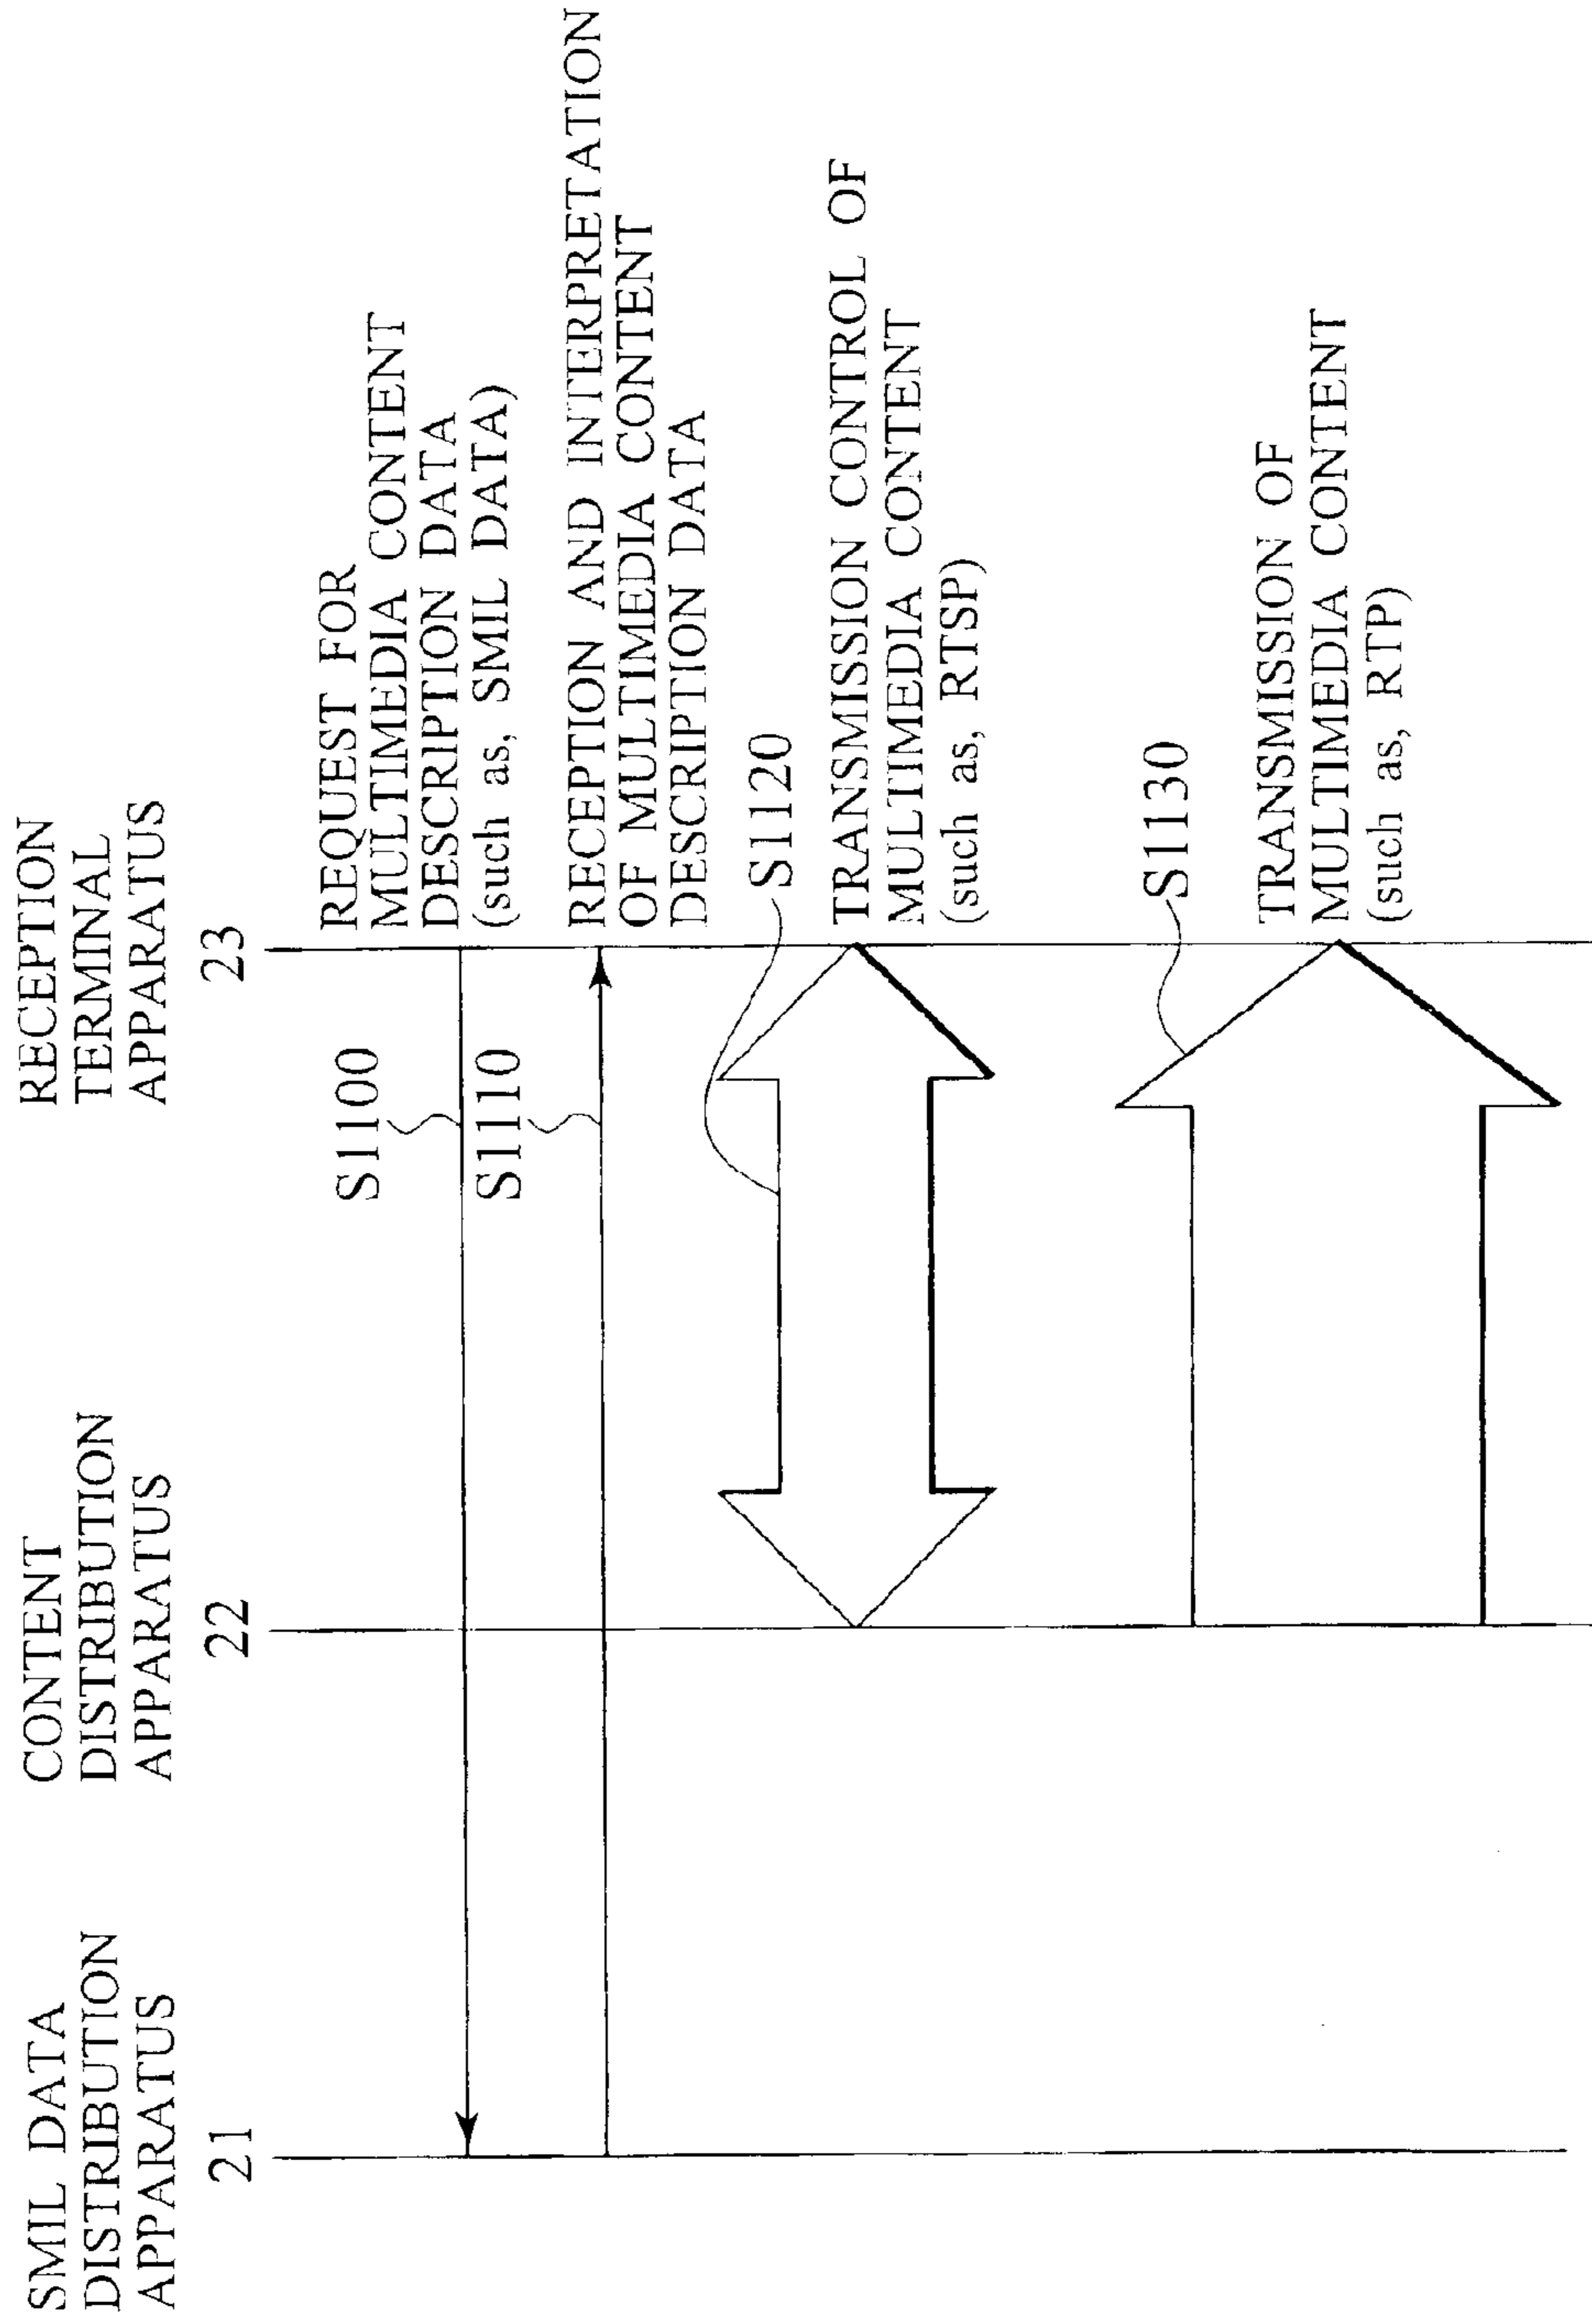 SMIL DATA
DISTRIBUTION
APPARATUS
21
CONTENT
DISTRIBUTION
APPARATUS
22
RECEPTION
TERMINAL
APPARATUS
23
S1100
REQUEST FOR
MULTIMEDIA CONTENT
DESCRIPTION DATA
(such as, SMIL DATA)
S1110
RECEPTION AND INTERPRETATION
OF MULTIMEDIA CONTENT
DESCRIPTION DATA
S1120
TRANSMISSION CONTROL OF
MULTIMEDIA CONTENT
(such as, RTSP)
S1130
TRANSMISSION OF
MULTIMEDIA CONTENT
(such as, RTP)